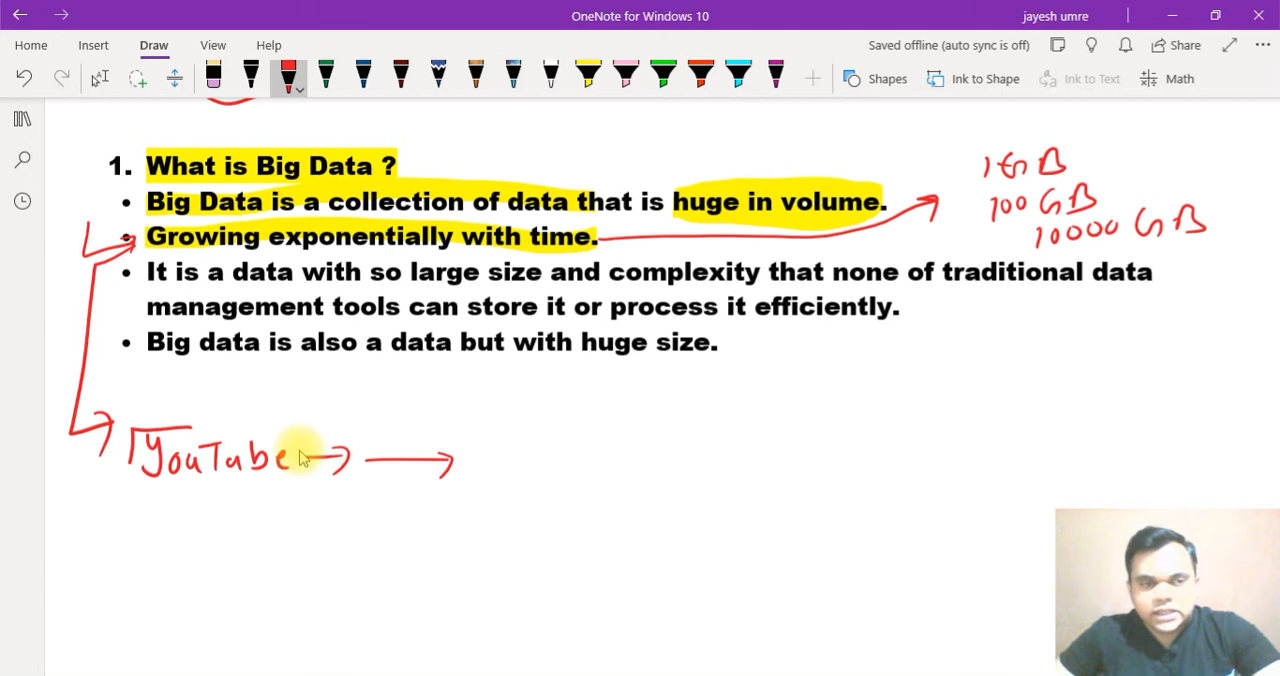 OneNote for Windows 10
jayesh umre
Home Insert Draw View Help
Saved offline (auto sync is off)
Share
Shapes
Ink to Shape
Ink to Text
Math
1. What is Big Data ?
• Big Data is a collection of data that is huge in volume.
• Growing exponentially with time.
• It is a data with so large size and complexity that none of traditional data
management tools can store it or process it efficiently.
• Big data is also a data but with huge size.
1 GB
100 GB
10000 GB
YouTube